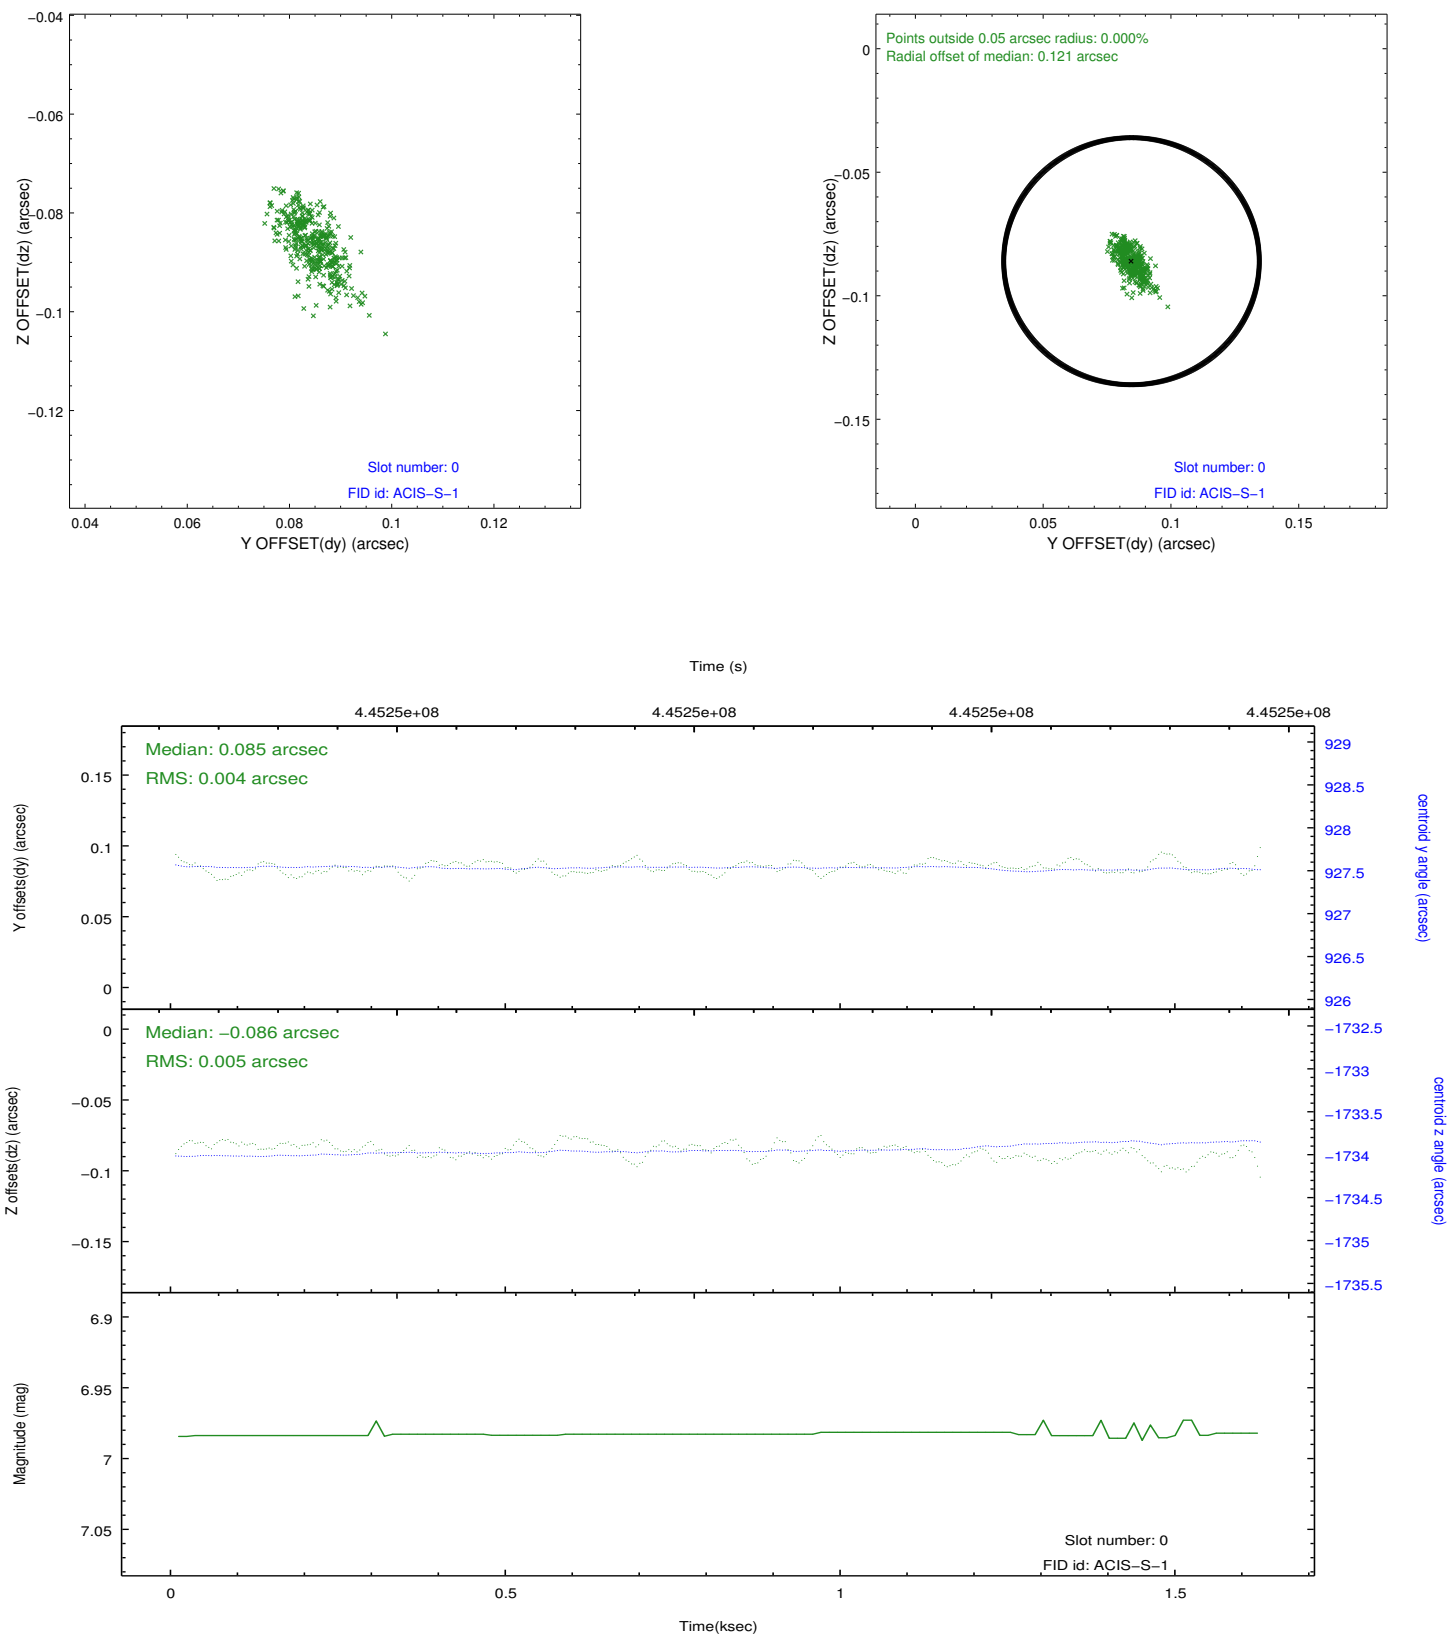 −0.04
−0.06
−0.08
−0.1
−0.12
Z OFFSET(dz) (arcsec)
Slot number: 0
FID id: ACIS−S−1
0.04 0.06 0.08 0.1 0.12
Y OFFSET(dy) (arcsec)
Points outside 0.05 arcsec radius: 0.000%
Radial offset of median: 0.121 arcsec
0
−0.05
−0.1
−0.15
Z OFFSET(dz) (arcsec)
Slot number: 0
FID id: ACIS−S−1
0 0.05 0.1 0.15
Y OFFSET(dy) (arcsec)
Time (s)
4.4525e+08 4.4525e+08 4.4525e+08 4.4525e+08
Median: 0.085 arcsec
RMS: 0.004 arcsec
0.15
0.1
0.05
0
Y offsets(dy) (arcsec)
929
928.5
928
927.5
927
926.5
926
centroid y angle (arcsec)
Median: −0.086 arcsec
RMS: 0.005 arcsec
0
−0.05
−0.1
−0.15
Z offsets(dz) (arcsec)
−1732.5
−1733
−1733.5
−1734
−1734.5
−1735
−1735.5
centroid z angle (arcsec)
6.9
6.95
7
7.05
Magnitude (mag)
Slot number: 0
FID id: ACIS−S−1
0 0.5 1 1.5
Time(ksec)